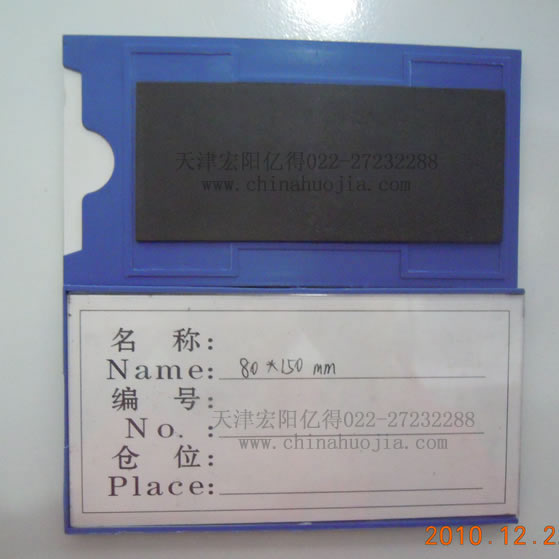 天津宏阳亿得022-27232288
www.chinahuojia.com
名 称:
Name: 80*150 mm
编 号:
天津宏阳亿得022-27232288
No. :
www.chinahuojia.com
仓 位:
Place:
2010.12.2